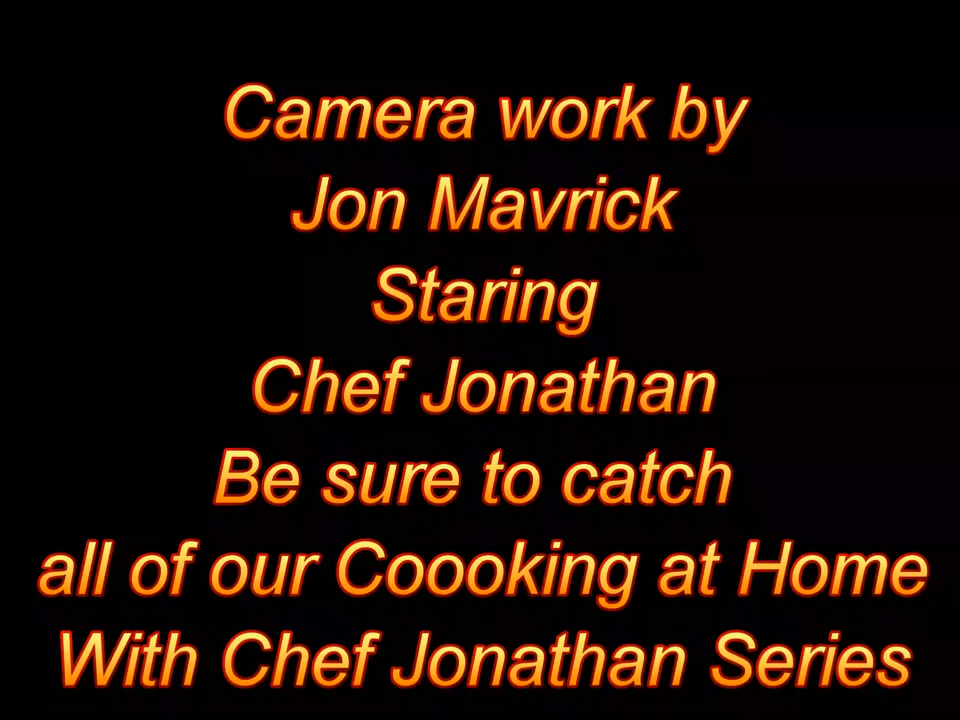 Camera work by
Jon Mavrick
Staring
Chef Jonathan
Be sure to catch
all of our Coooking at Home
With Chef Jonathan Series